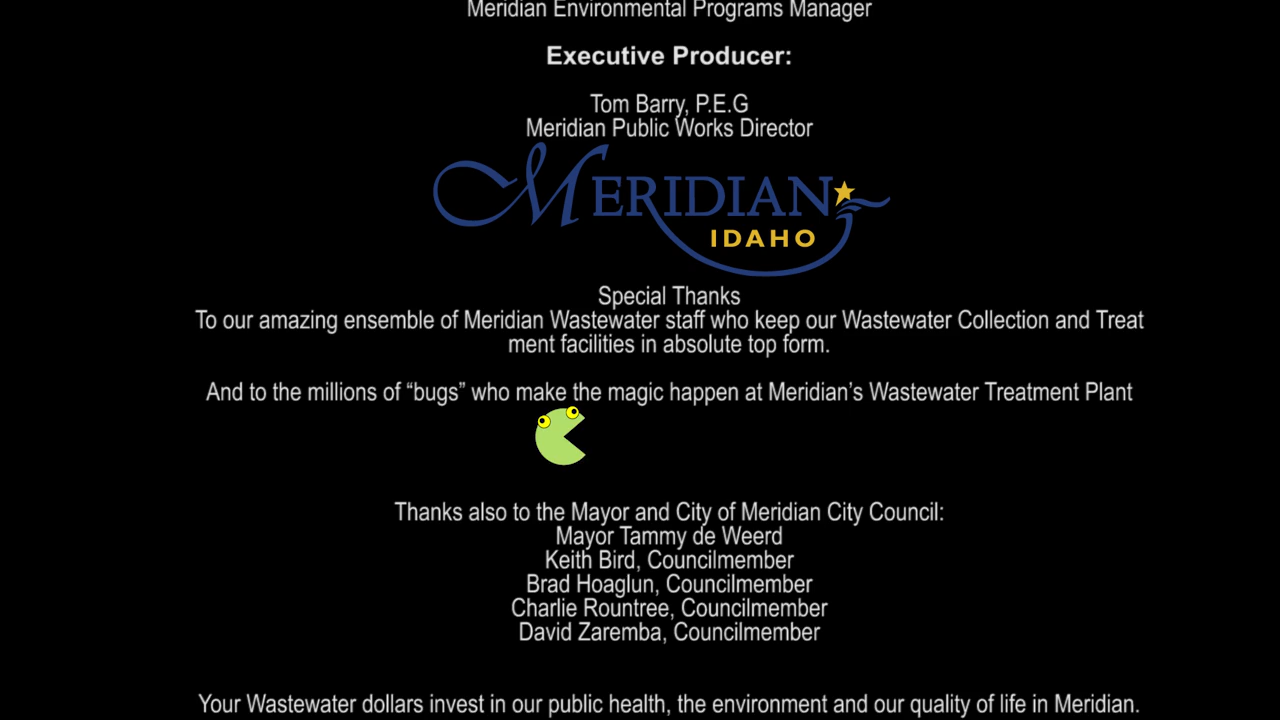 Meridian Environmental Programs Manager
Executive Producer:
Tom Barry, P.E.G
Meridian Public Works Director
MERIDIAN
IDAHO
Special Thanks
To our amazing ensemble of Meridian Wastewater staff who keep our Wastewater Collection and Treat
ment facilities in absolute top form.
And to the millions of “bugs” who make the magic happen at Meridian’s Wastewater Treatment Plant
Thanks also to the Mayor and City of Meridian City Council:
Mayor Tammy de Weerd
Keith Bird, Councilmember
Brad Hoaglun, Councilmember
Charlie Rountree, Councilmember
David Zaremba, Councilmember
Your Wastewater dollars invest in our public health, the environment and our quality of life in Meridian.